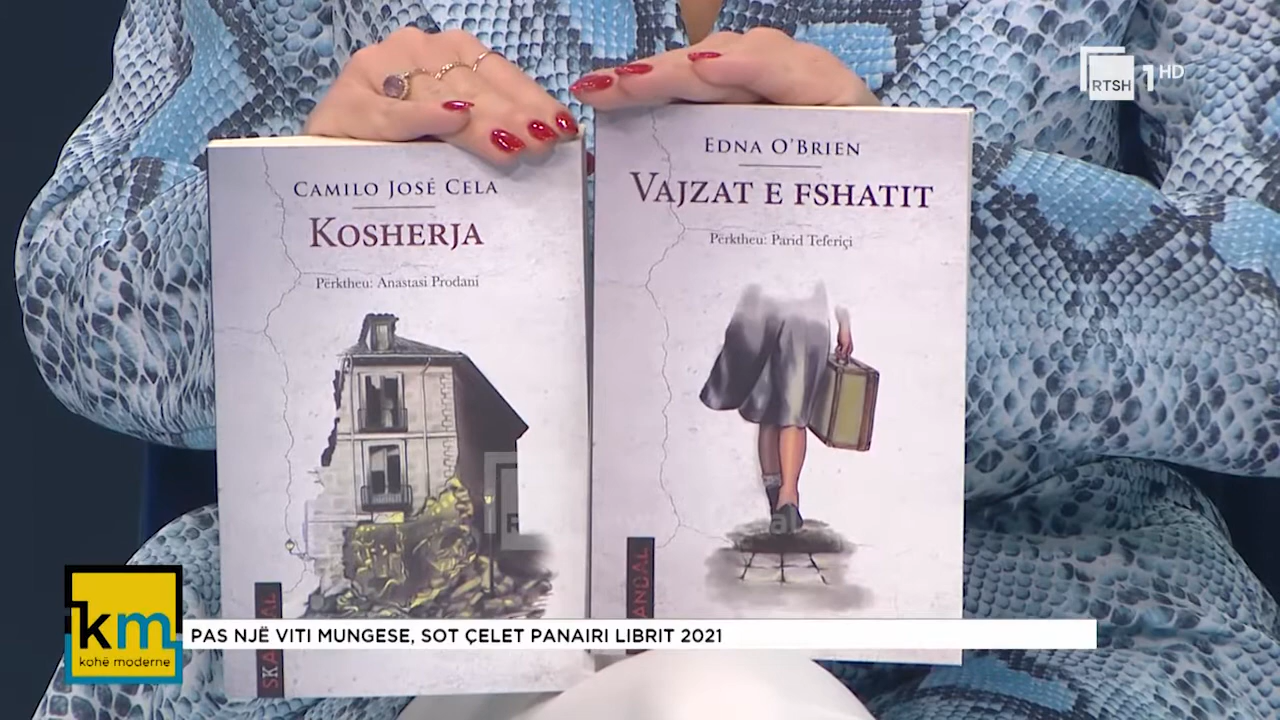 RTSH 1 HD
CAMILO JOSÉ CELA
KOSHERJA
Përktheu: Anastasi Prodani
EDNA O'BRIEN
VAJZAT E FSHATIT
Përktheu: Parid Teferiçi
km
kohë moderne
PAS NJË VITI MUNGESE, SOT ÇELET PANAIRI LIBRIT 2021